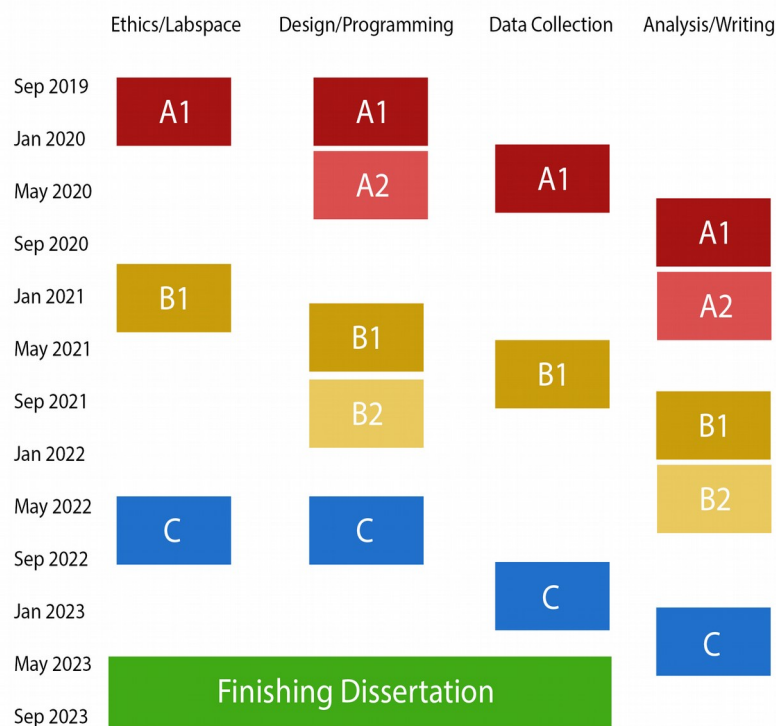 Ethics/Labspace Design/Programming Data Collection Analysis/Writing
Sep 2019
A1 A1
Jan 2020
A1
May 2020
A2
A1
Sep 2020
B1
Jan 2021
A2
B1
May 2021
B1
Sep 2021
B2
B1
Jan 2022
B2
May 2022
C C
Sep 2022
C
Jan 2023
C
May 2023
Finishing Dissertation
Sep 2023